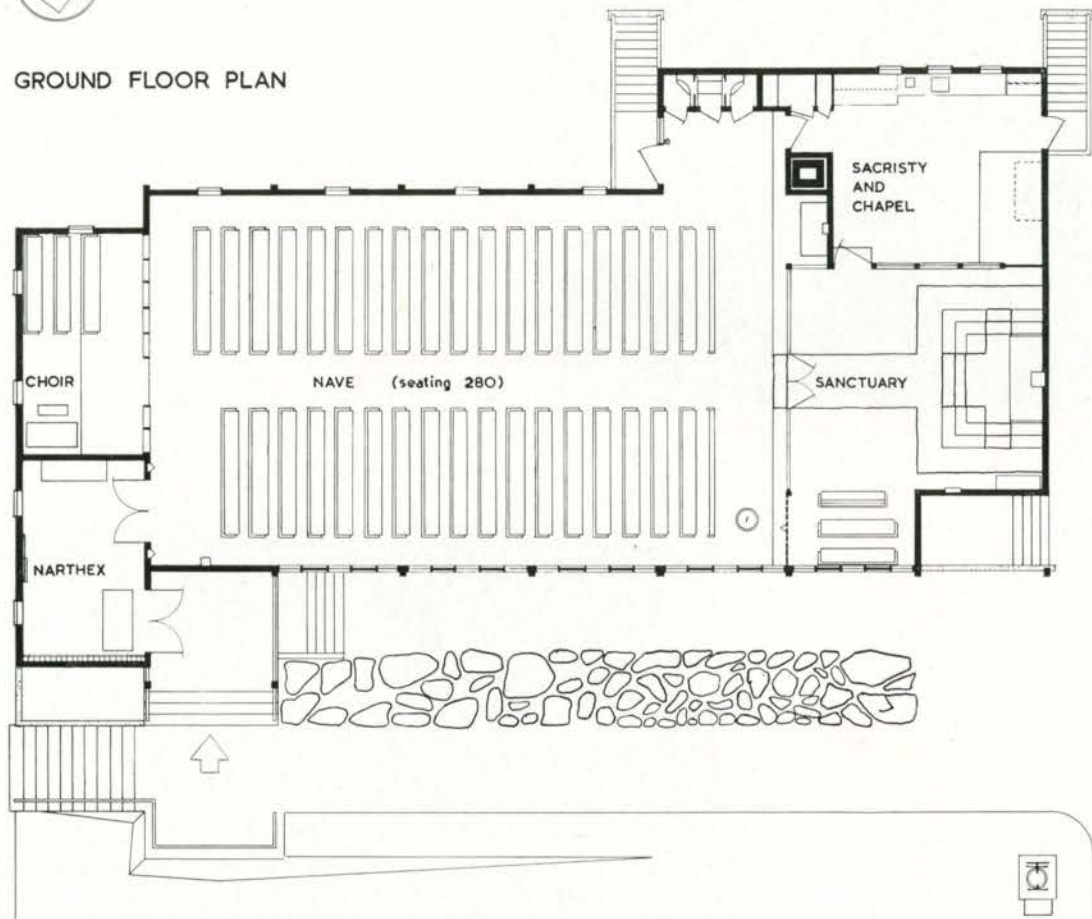 GROUND FLOOR PLAN
SACRISTY
AND
CHAPEL
CHOIR
NAVE (seating 280)
SANCTUARY
NARTHEX